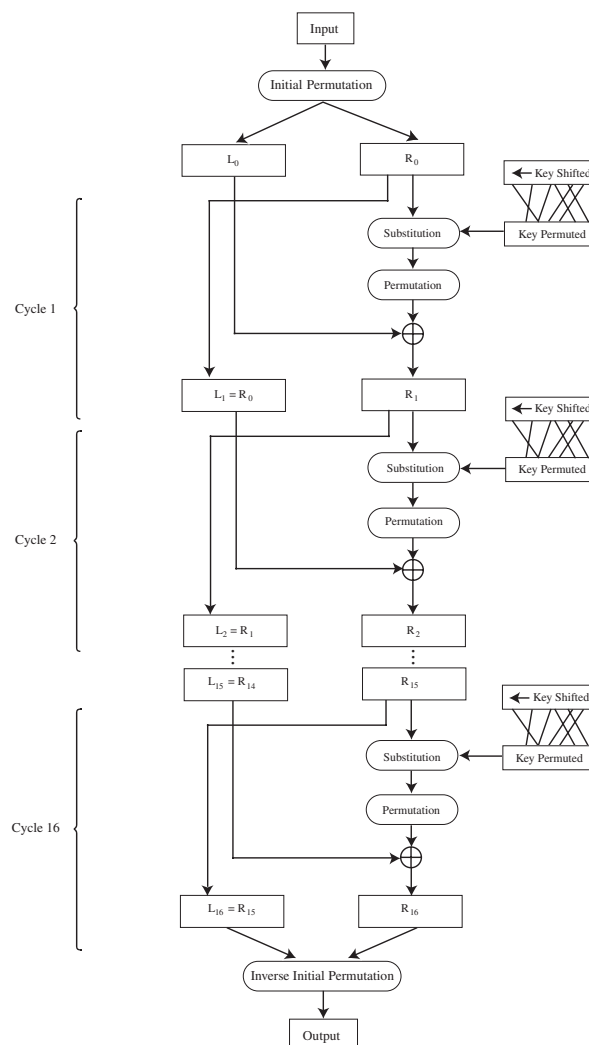 Input
Initial Permutation
L₀
R₀
Key Shifted
Substitution
Key Permuted
Permutation
Cycle 1
L₁ = R₀
R₁
Key Shifted
Substitution
Key Permuted
Permutation
Cycle 2
L₂ = R₁
R₂
L₁₅ = R₁₄
R₁₅
Key Shifted
Substitution
Key Permuted
Permutation
Cycle 16
L₁₆ = R₁₅
R₁₆
Inverse Initial Permutation
Output